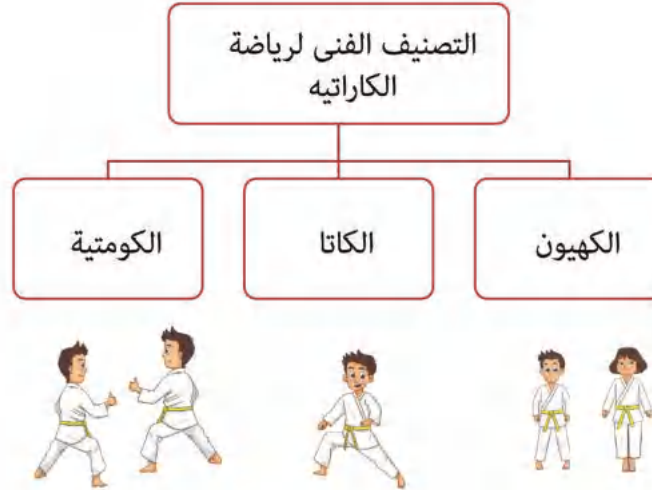 التصنيف الفنى لرياضة
الكاراتيه
الكهيون
الكاتا
الكومتية